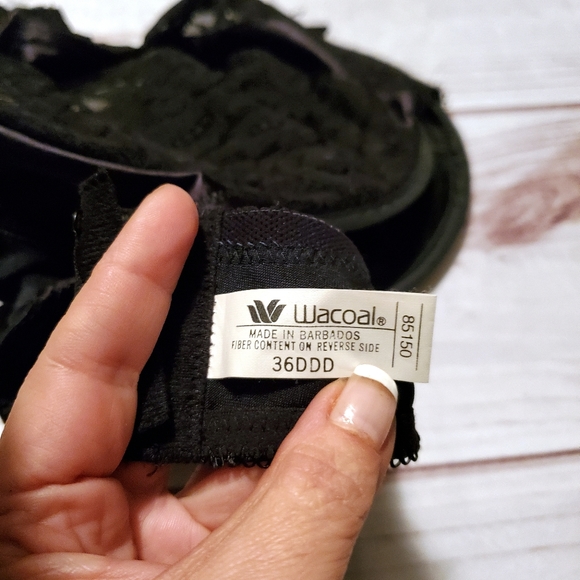 Wacoal®
MADE IN BARBADOS
FIBER CONTENT ON REVERSE SIDE
36DDD
85150